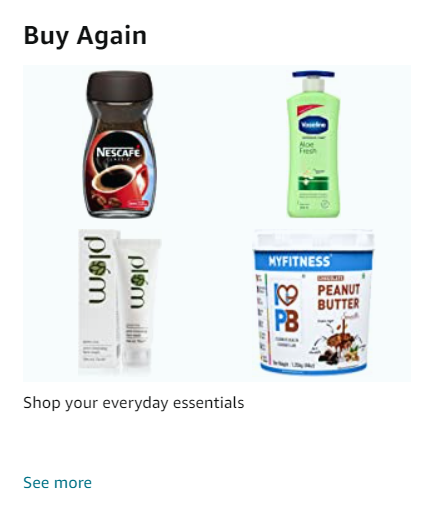 Buy Again
NESCAFÉ
CLASSIC
Vaseline
Aloe
Fresh
plum
plum
MYFITNESS
CHOCOLATE
PEANUT
BUTTER
Smooth
I
PB
Shop your everyday essentials
See more